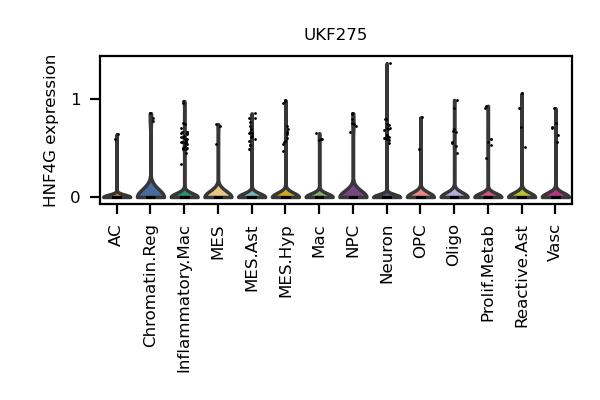 UKF275
HNF4G expression
1
0
AC
Chromatin.Reg
Inflammatory.Mac
MES
MES.Ast
MES.Hyp
Mac
NPC
Neuron
OPC
Oligo
Prolif.Metab
Reactive.Ast
Vasc